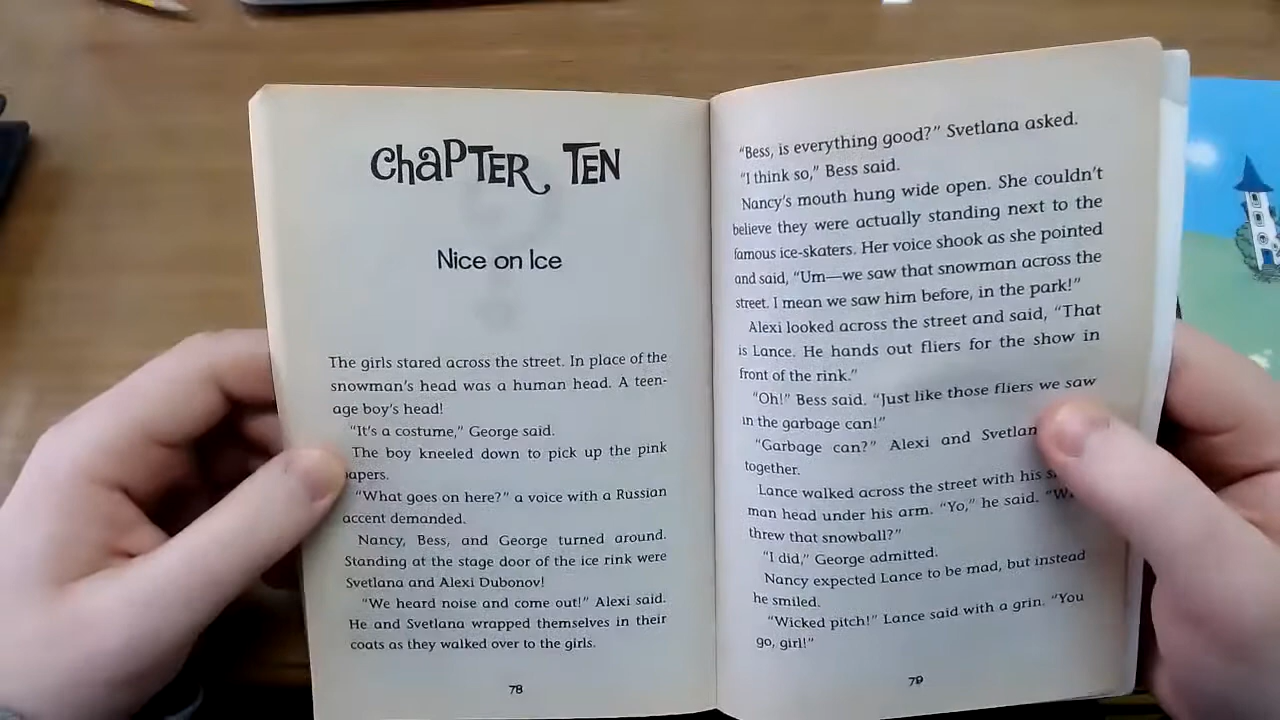 chapTER TEN
Nice on Ice
The girls stared across the street. In place of the
snowman's head was a human head. A teen-
age boy's head!
"It's a costume," George said.
The boy kneeled down to pick up the pink
apers.
"What goes on here?" a voice with a Russian
accent demanded.
Nancy, Bess, and George turned around.
Standing at the stage door of the ice rink were
Svetlana and Alexi Dubonov!
"We heard noise and come out!" Alexi said.
He and Svetlana wrapped themselves in their
coats as they walked over to the girls.
78
"Bess, is everything good?" Svetlana asked.
"I think so," Bess said.
Nancy's mouth hung wide open. She couldn't
believe they were actually standing next to the
famous ice-skaters. Her voice shook as she pointed
and said, "Um—we saw that snowman across the
street. I mean we saw him before, in the park!"
Alexi looked across the street and said, "That
is Lance. He hands out fliers for the show in
front of the rink."
"Oh!" Bess said. "Just like those fliers we saw
in the garbage can!"
"Garbage can?" Alexi and Svetlan
together.
Lance walked across the street with his
man head under his arm. "Yo," he said.
threw that snowball?"
"I did," George admitted.
Nancy expected Lance to be mad, but instead
he smiled.
"Wicked pitch!" Lance said with a grin. "You
go, girl!"
79